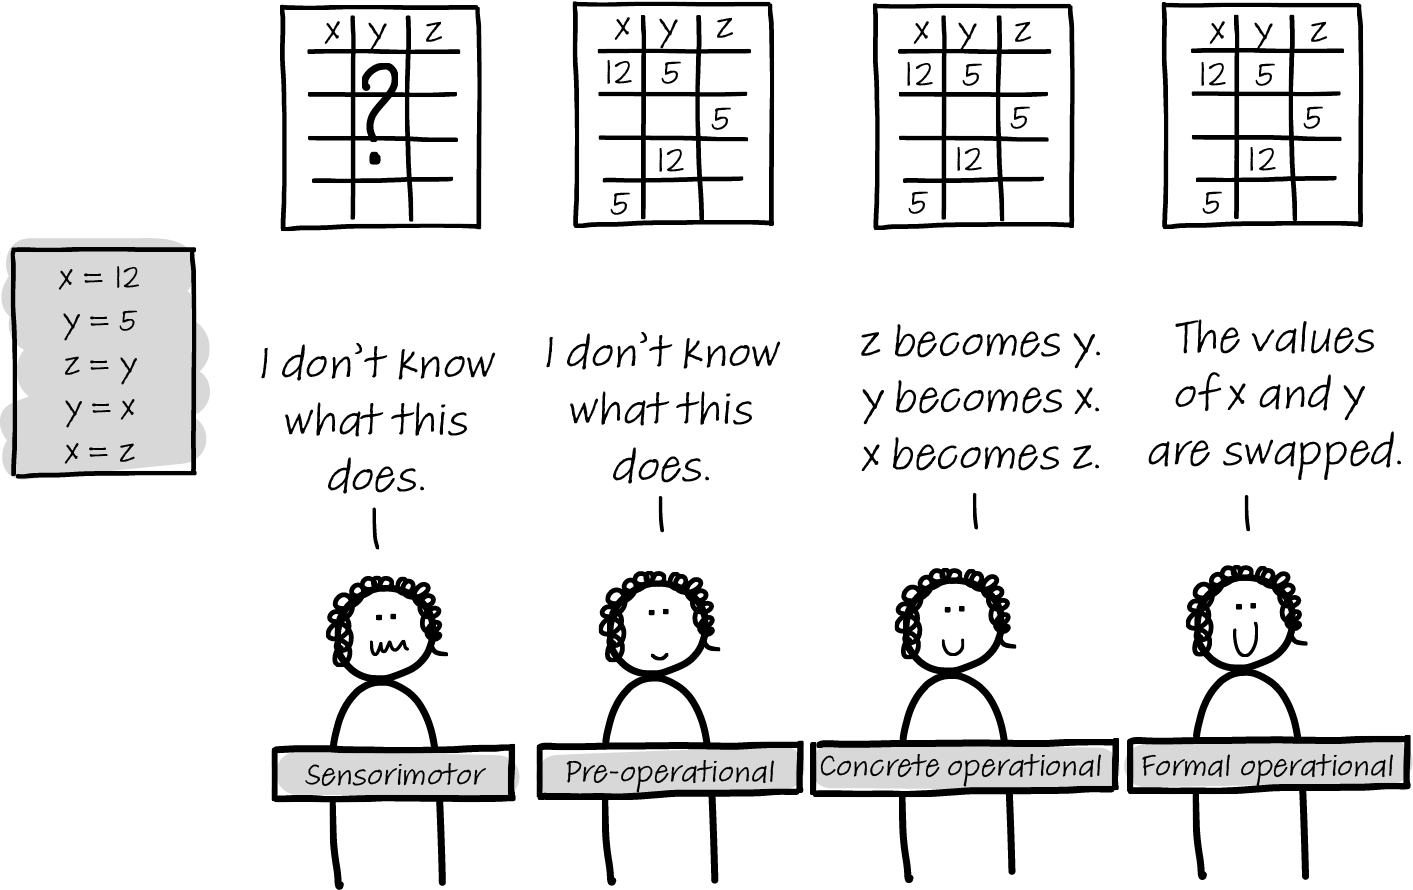 x y z
?
x y z
12 5
5
12
5
x y z
12 5
5
12
5
x y z
12 5
5
12
5
x = 12
y = 5
z = y
y = x
x = z
I don't know
what this
does.
I don't know
what this
does.
z becomes y.
y becomes x.
x becomes z.
The values
of x and y
are swapped.
Sensorimotor
Pre-operational
Concrete operational
Formal operational